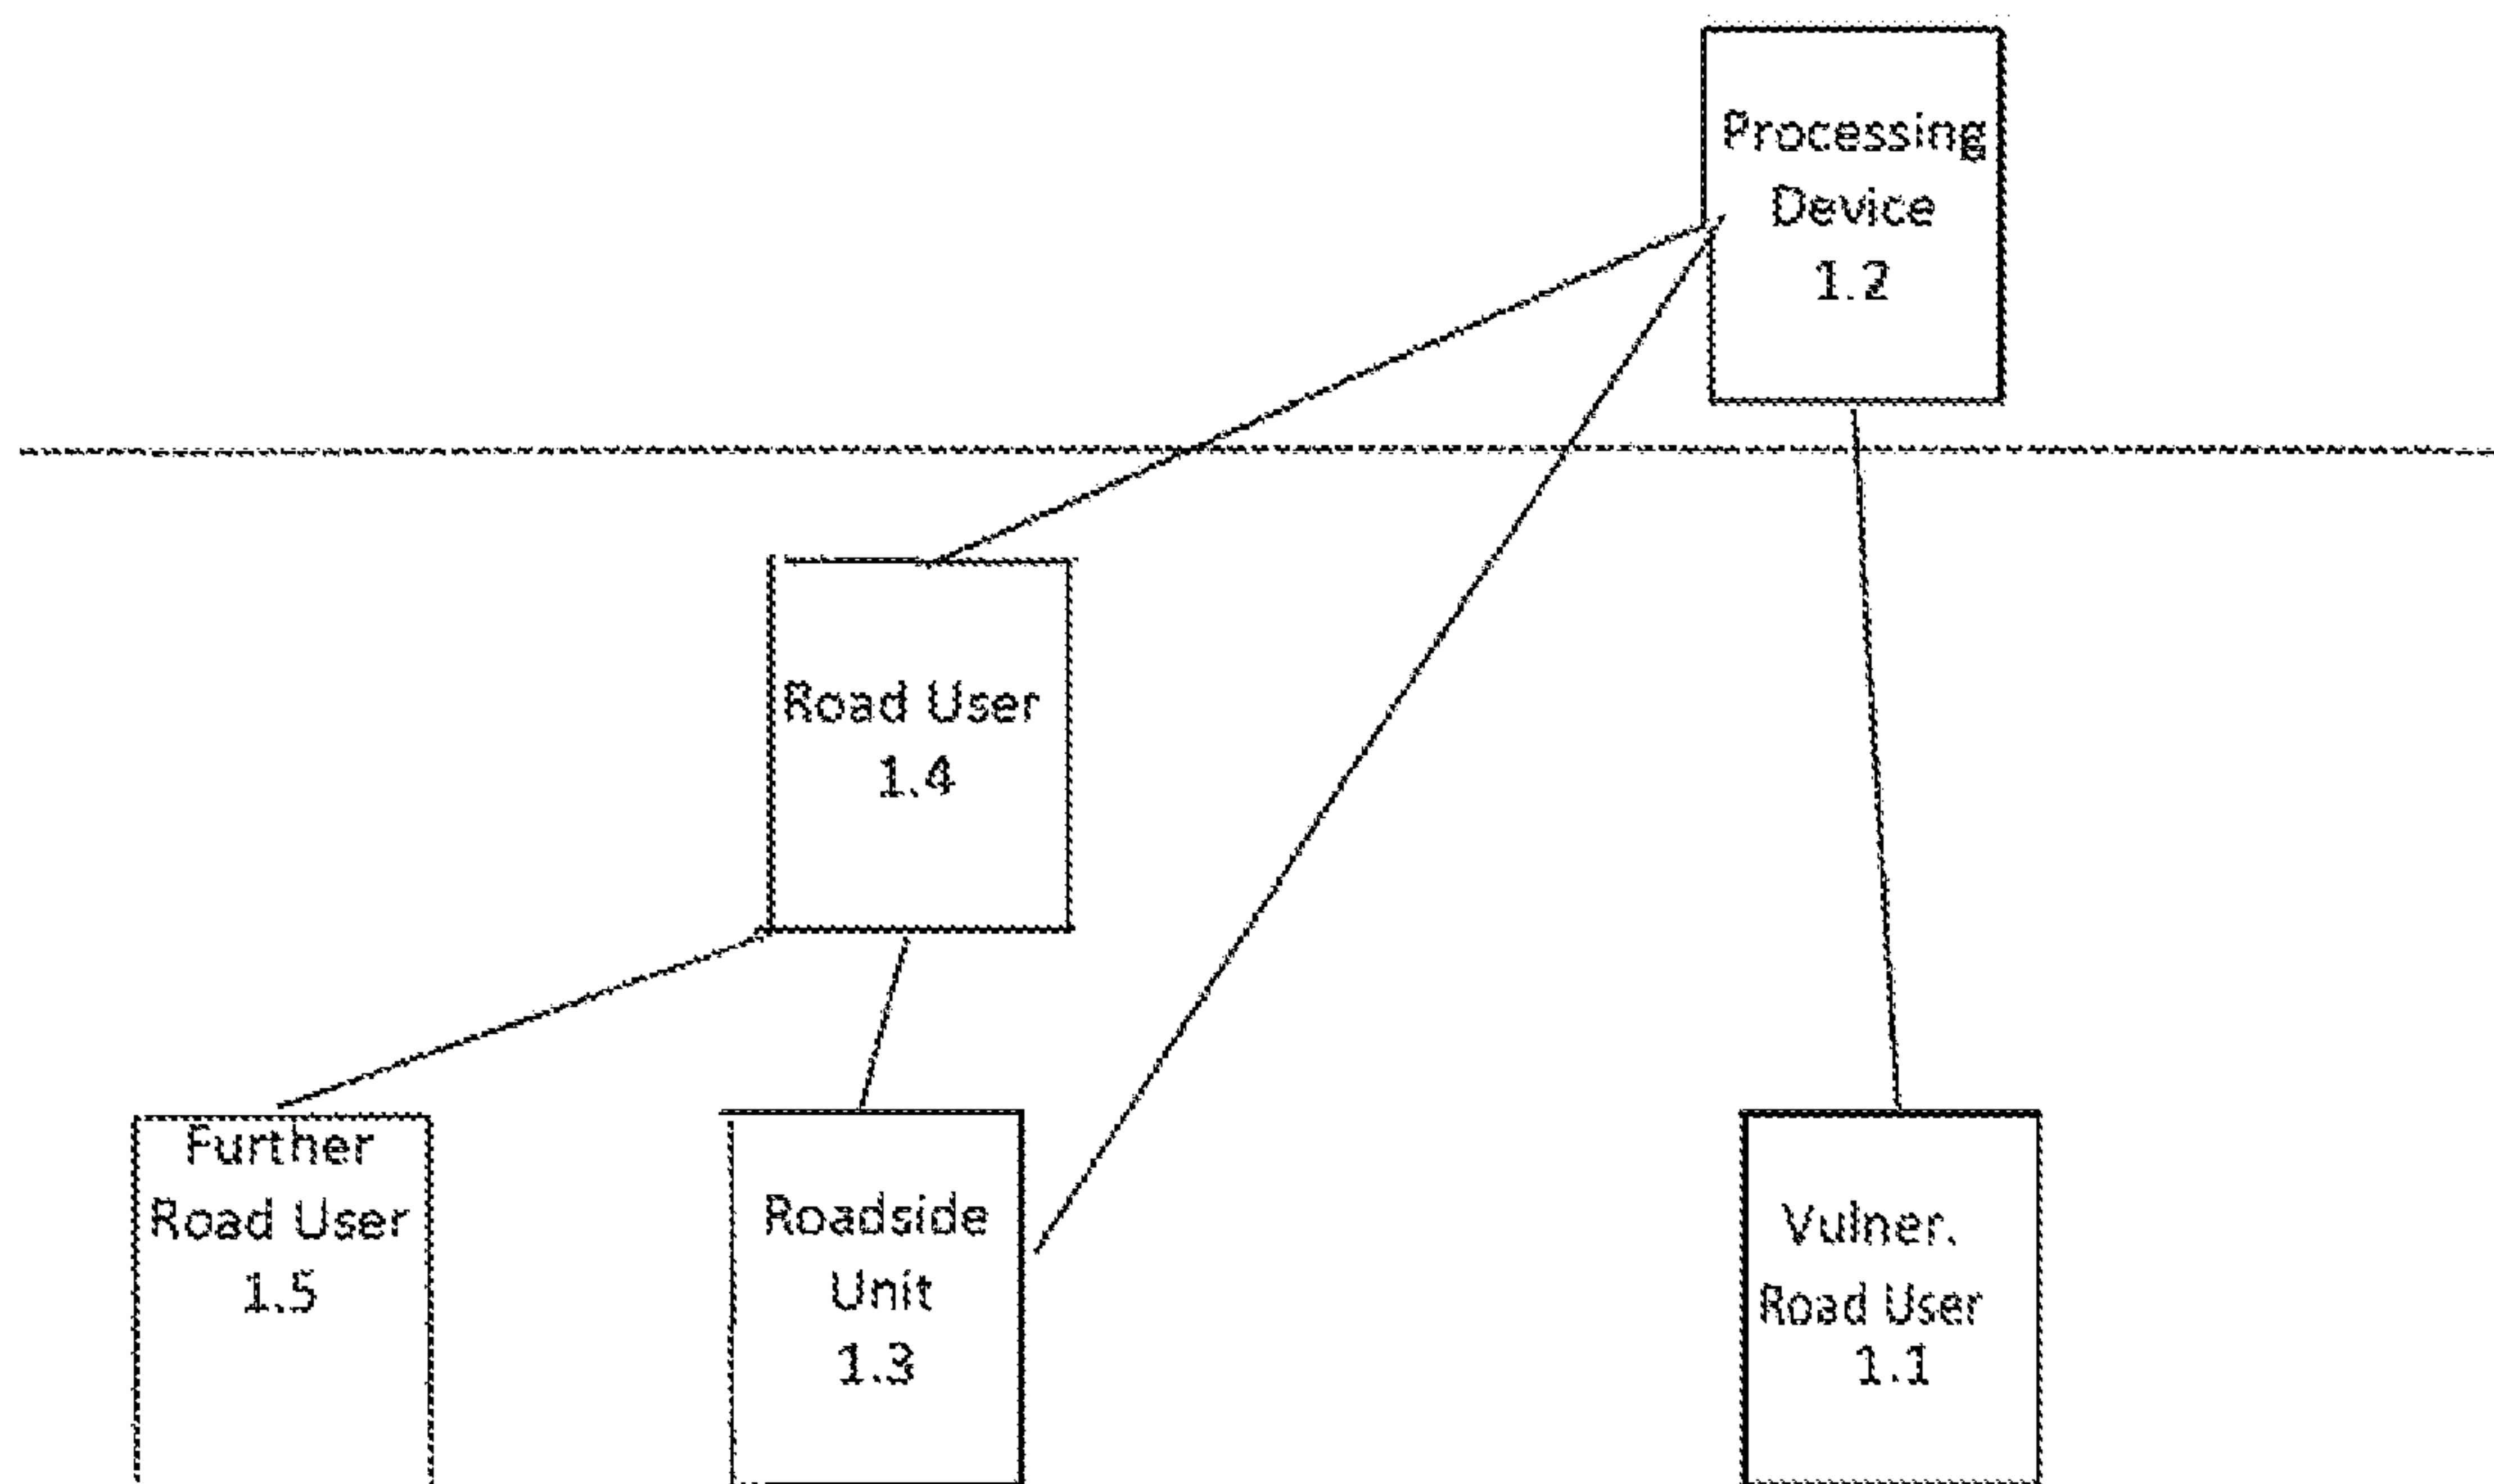 Processing
Device
1.2
Road User
1.4
Further
Road User
1.5
Roadside
Unit
1.3
Vulner.
Road User
1.1